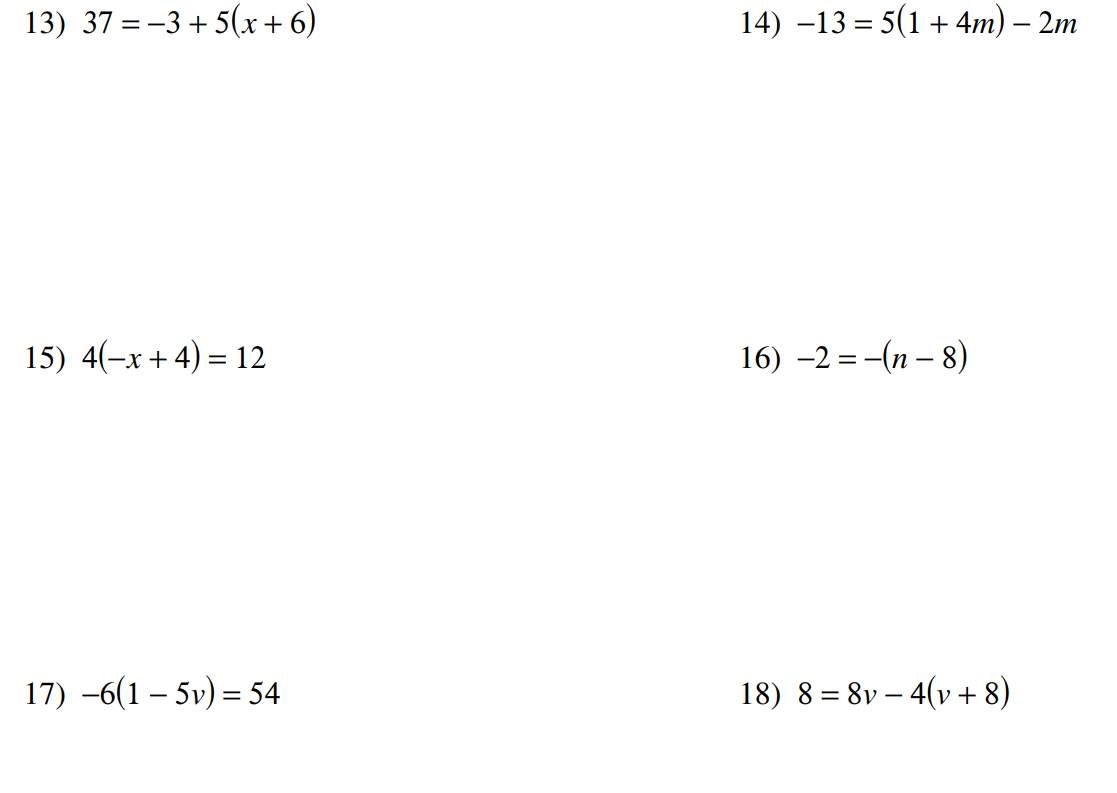 13) 37 = −3 + 5(x + 6)
14) −13 = 5(1 + 4m) − 2m
15) 4(−x + 4) = 12
16) −2 = −(n − 8)
17) −6(1 − 5v) = 54
18) 8 = 8v − 4(v + 8)